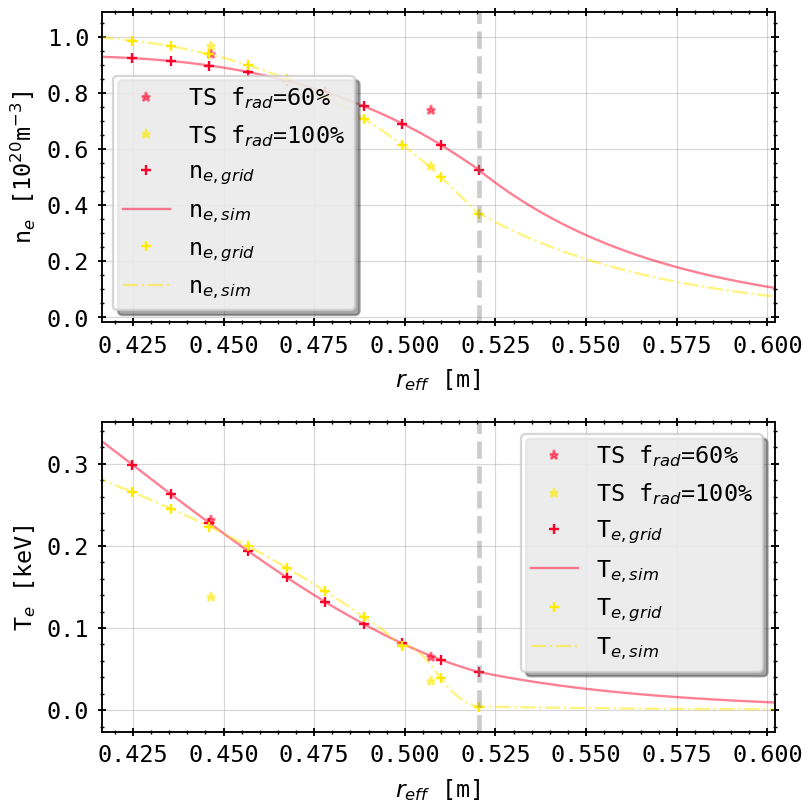 1.0
0.8
0.6
0.4
0.2
0.0
n_e [10^20 m^-3]
TS f_rad=60%
TS f_rad=100%
n_e,grid
n_e,sim
n_e,grid
n_e,sim
0.425 0.450 0.475 0.500 0.525 0.550 0.575 0.600
r_eff [m]
0.3
0.2
0.1
0.0
T_e [keV]
TS f_rad=60%
TS f_rad=100%
T_e,grid
T_e,sim
T_e,grid
T_e,sim
0.425 0.450 0.475 0.500 0.525 0.550 0.575 0.600
r_eff [m]